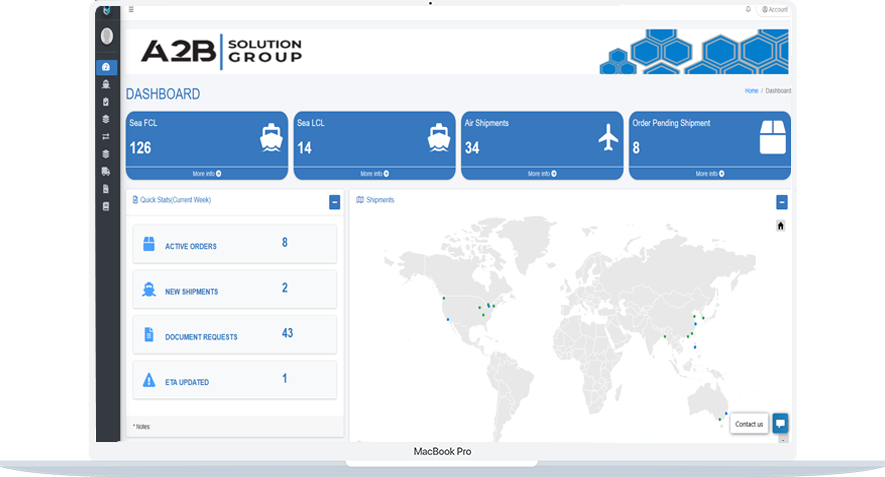 Account
A2B SOLUTION
GROUP
DASHBOARD
Home / Dashboard
Sea FCL
126
More info
Sea LCL
14
More info
Air Shipments
34
More info
Order Pending Shipment
8
More info
Quick Stats(Current Week)
ACTIVE ORDERS 8
NEW SHIPMENTS 2
DOCUMENT REQUESTS 43
ETA UPDATED 1
* Notes:
Shipments
Contact us
MacBook Pro